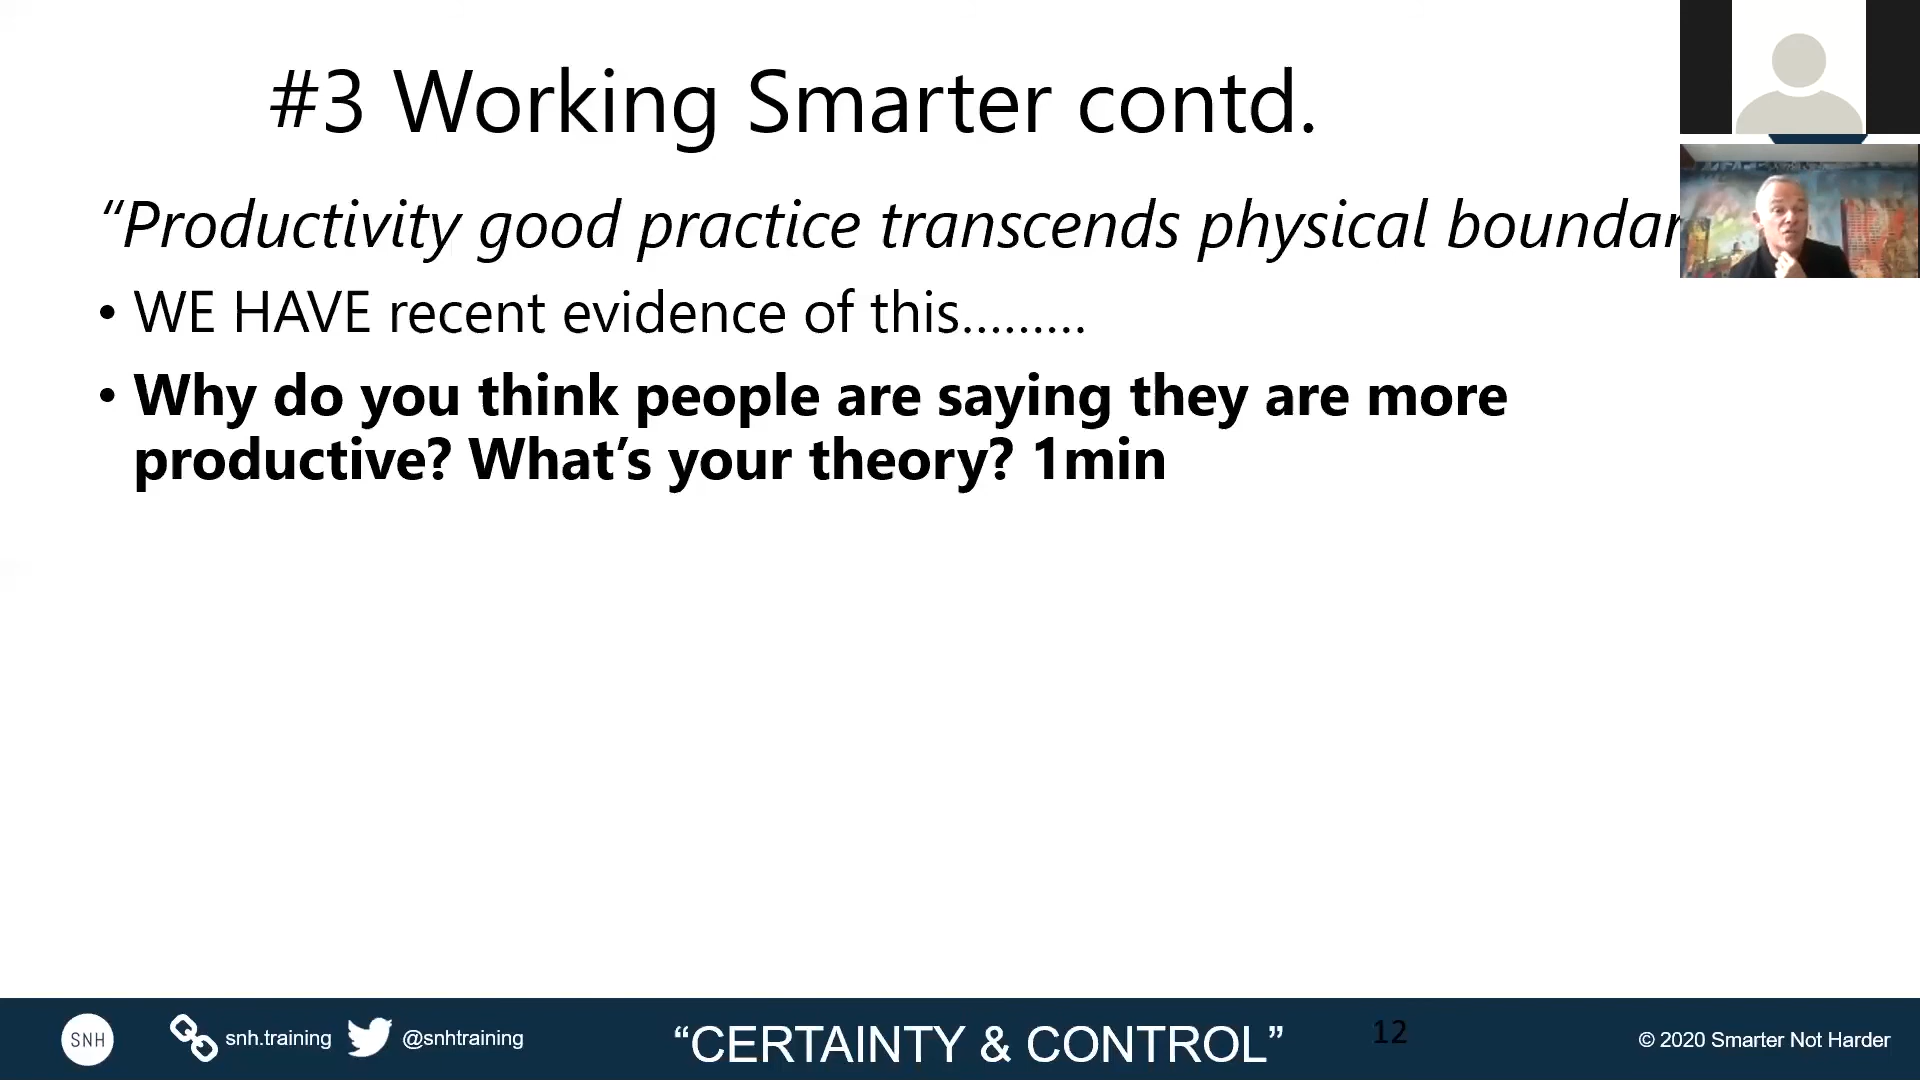 #3 Working Smarter contd.
“Productivity good practice transcends physical boundar
• WE HAVE recent evidence of this.........
• Why do you think people are saying they are more
productive? What’s your theory? 1min
SNH snh.training @snhtraining “CERTAINTY & CONTROL” 12 © 2020 Smarter Not Harder